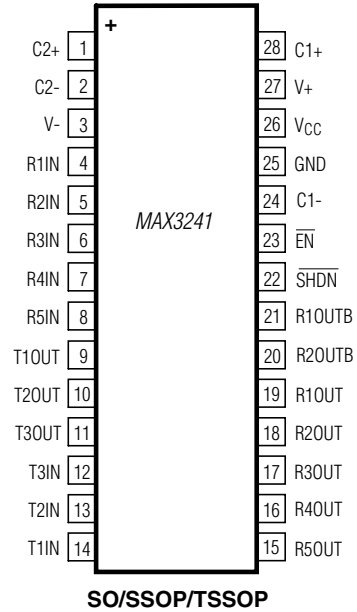 +
C2+ 1 28 C1+
C2- 2 27 V+
V- 3 26 VCC
R1IN 4 25 GND
R2IN 5 24 C1-
MAX3241
R3IN 6 23 EN
R4IN 7 22 SHDN
R5IN 8 21 R1OUTB
T1OUT 9 20 R2OUTB
T2OUT 10 19 R1OUT
T3OUT 11 18 R2OUT
T3IN 12 17 R3OUT
T2IN 13 16 R4OUT
T1IN 14 15 R5OUT
SO/SSOP/TSSOP